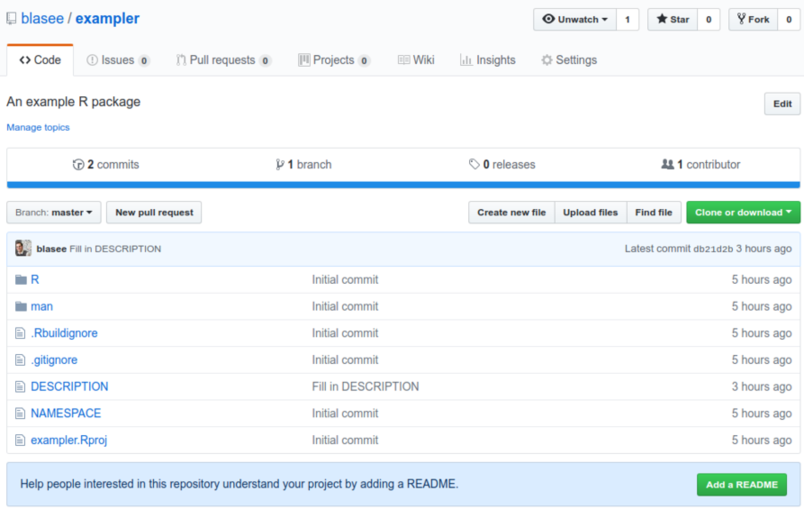 blasee / exampler Unwatch 1 Star 0 Fork 0
Code Issues 0 Pull requests 0 Projects 0 Wiki Insights Settings
An example R package Edit
Manage topics
2 commits 1 branch 0 releases 1 contributor
Branch: master New pull request Create new file Upload files Find file Clone or download
blasee Fill in DESCRIPTION Latest commit db21d2b 3 hours ago
R Initial commit 5 hours ago
man Initial commit 5 hours ago
.Rbuildignore Initial commit 5 hours ago
.gitignore Initial commit 5 hours ago
DESCRIPTION Fill in DESCRIPTION 3 hours ago
NAMESPACE Initial commit 5 hours ago
exampler.Rproj Initial commit 5 hours ago
Help people interested in this repository understand your project by adding a README. Add a README